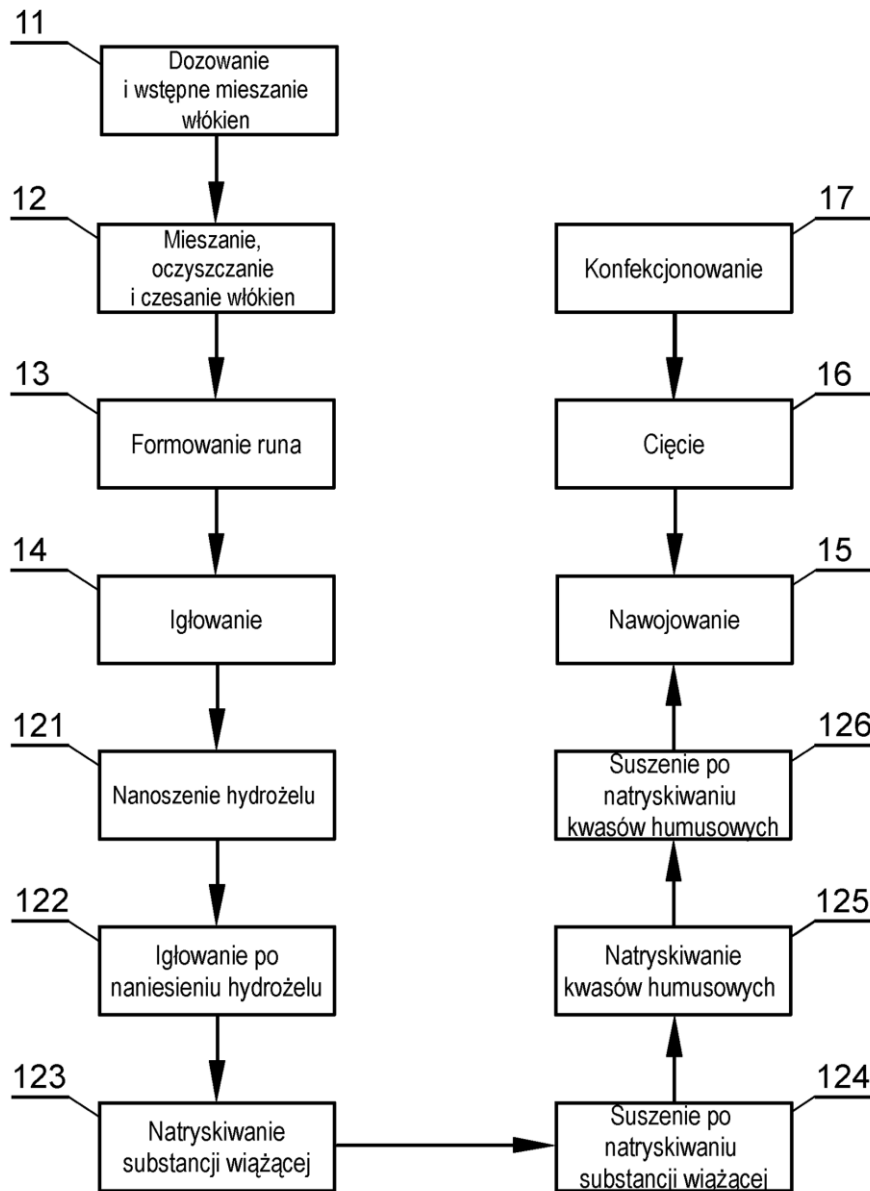 11
Dozowanie
i wstępne mieszanie
włókien
12
Mieszanie,
oczyszczanie
i czesanie włókien
13
Formowanie runa
14
Igłowanie
121
Nanoszenie hydrożelu
122
Igłowanie po
naniesieniu hydrożelu
123
Natryskiwanie
substancji wiążącej
124
Suszenie po
natryskiwaniu
substancji wiążącej
125
Natryskiwanie
kwasów humusowych
126
Suszenie po
natryskiwaniu
kwasów humusowych
15
Nawojowanie
16
Cięcie
17
Konfekcjonowanie